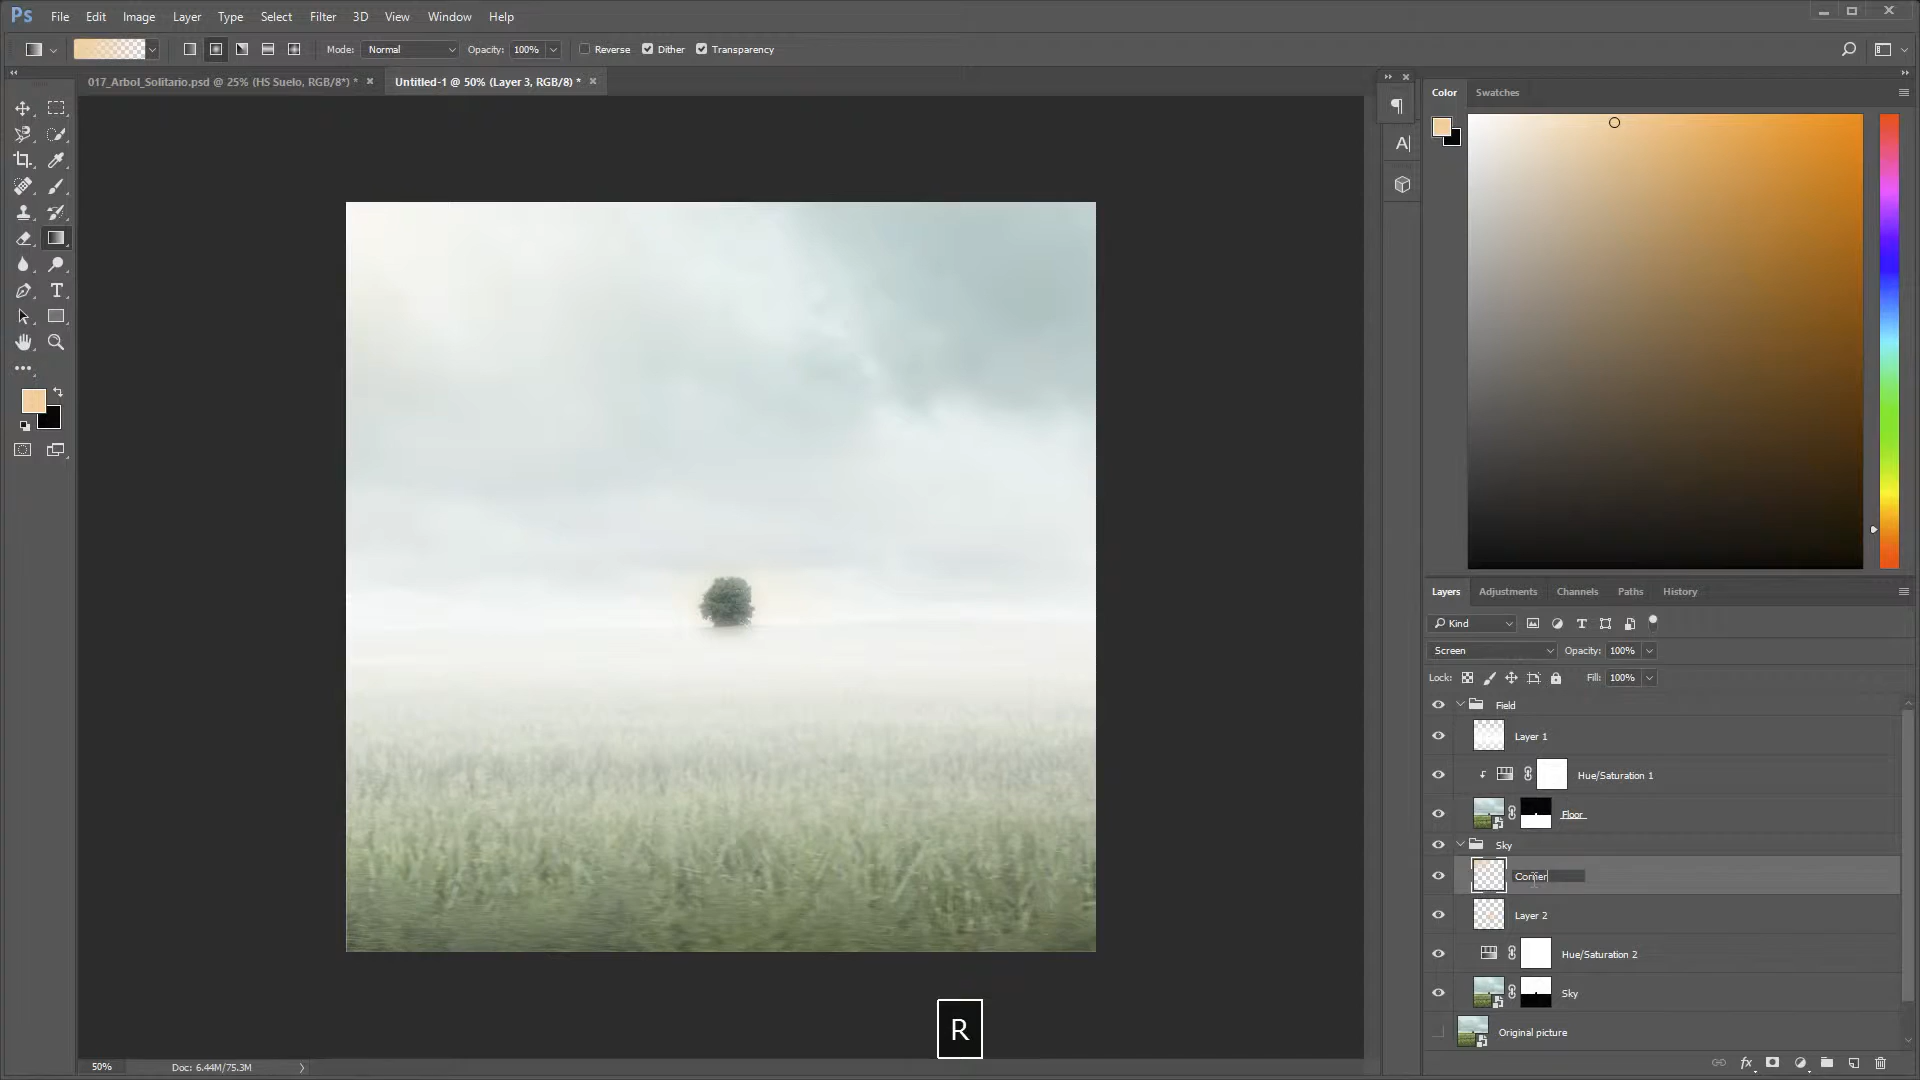 Ps File Edit Image Layer Type Select Filter 3D View Window Help
Mode: Normal Opacity: 100% Reverse Dither Transparency
017_Arbol_Solitario.psd @ 25% (HS Suelo, RGB/8*) * Untitled-1 @ 50% (Layer 3, RGB/8) *
Color Swatches
Layers Adjustments Channels Paths History
Kind
Screen Opacity: 100%
Lock: Fill: 100%
Field
Layer 1
Hue/Saturation 1
Floor
Sky
Corner
Layer 2
Hue/Saturation 2
Sky
Original picture
R
50% Doc: 6.44M/75.3M